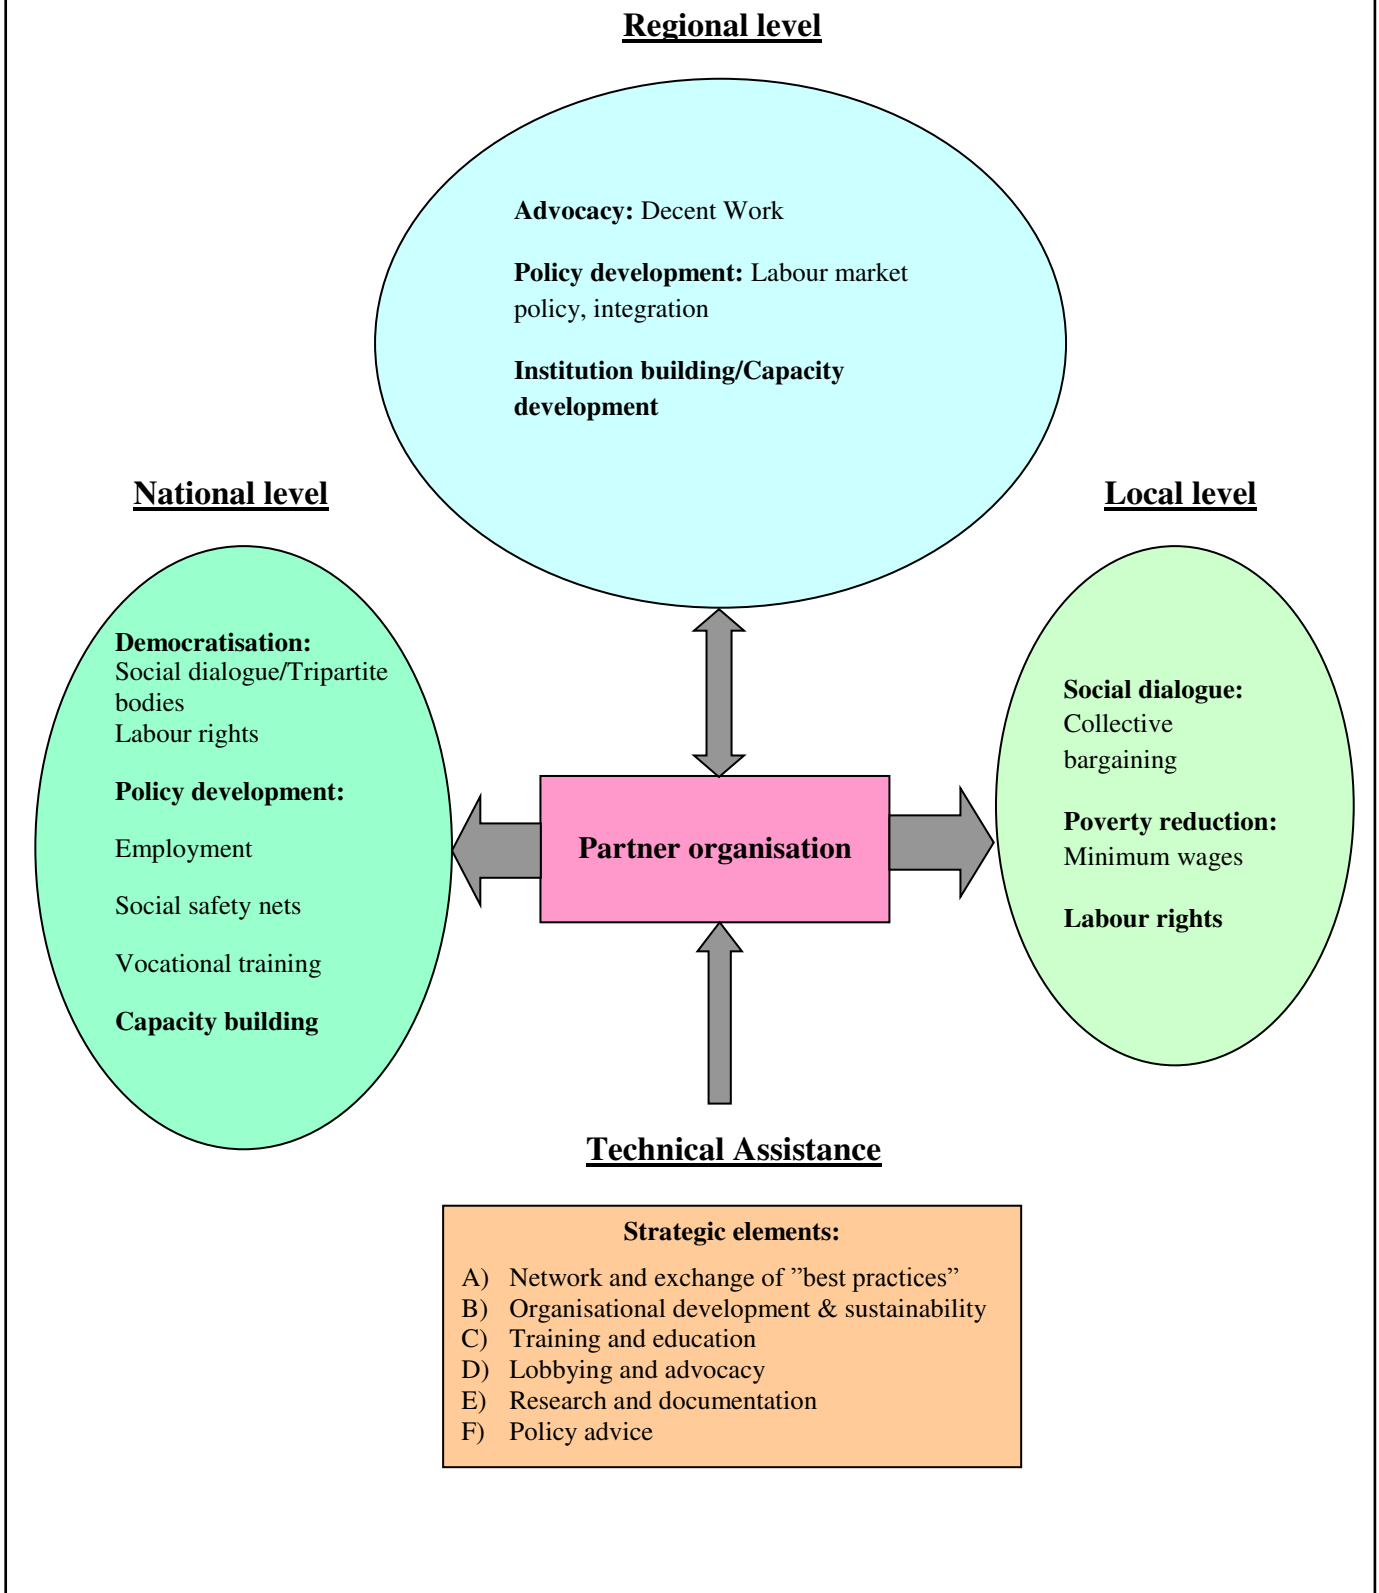 Regional level
Advocacy: Decent Work
Policy development: Labour market
policy, integration
Institution building/Capacity
development
National level
Democratisation:
Social dialogue/Tripartite
bodies
Labour rights
Policy development:
Employment
Social safety nets
Vocational training
Capacity building
Local level
Social dialogue:
Collective
bargaining
Poverty reduction:
Minimum wages
Labour rights
Partner organisation
Technical Assistance
Strategic elements:
A) Network and exchange of ”best practices”
B) Organisational development & sustainability
C) Training and education
D) Lobbying and advocacy
E) Research and documentation
F) Policy advice